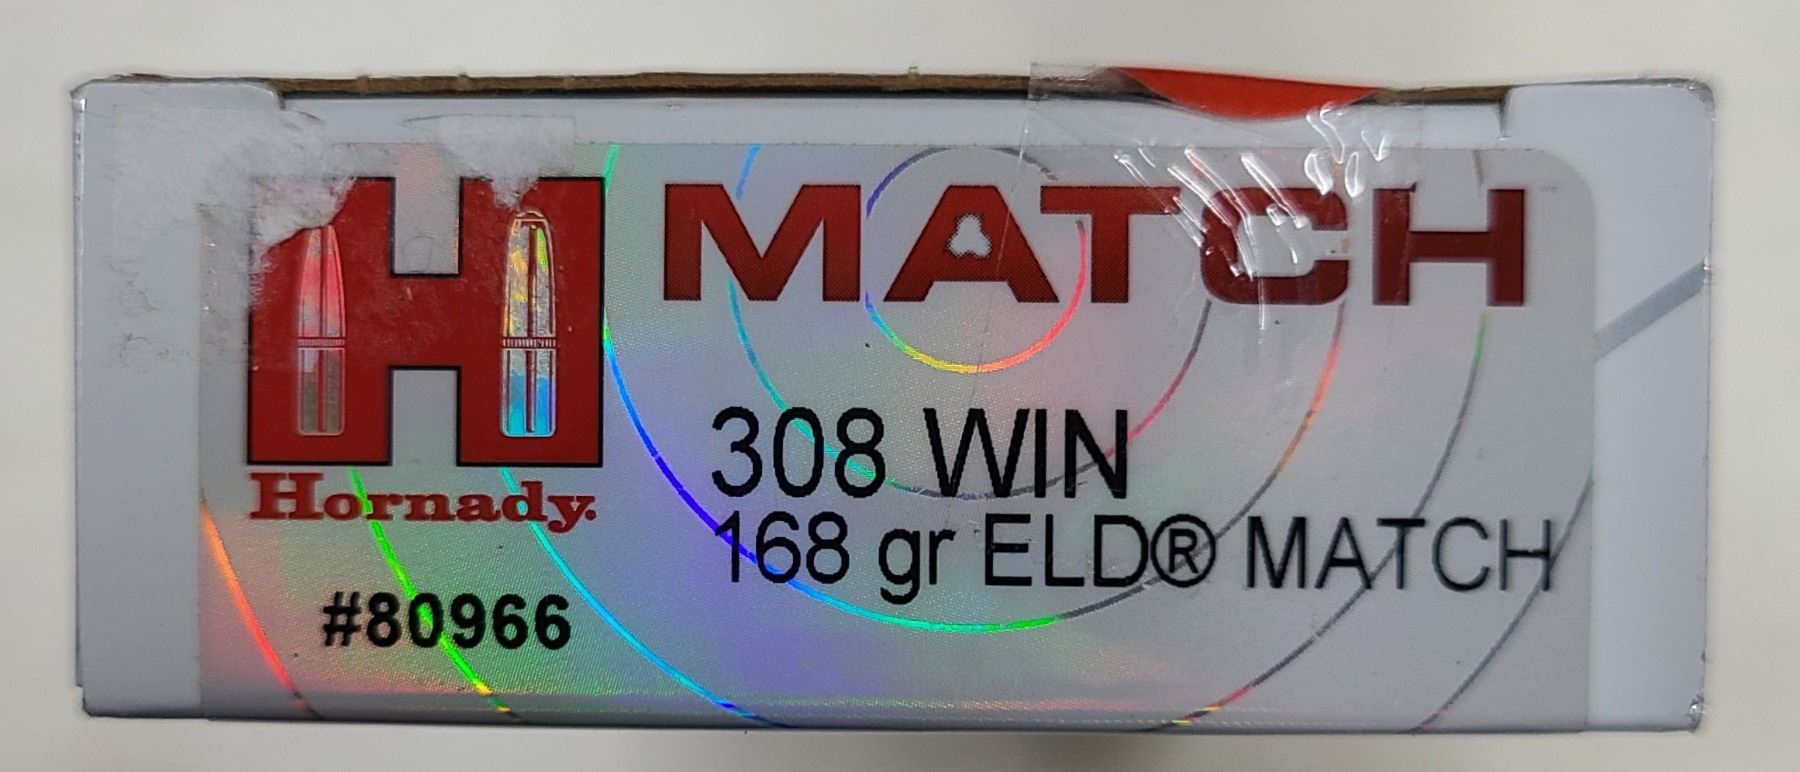 MATCH
308 WIN
168 gr ELD® MATCH
Hornady.
#80966